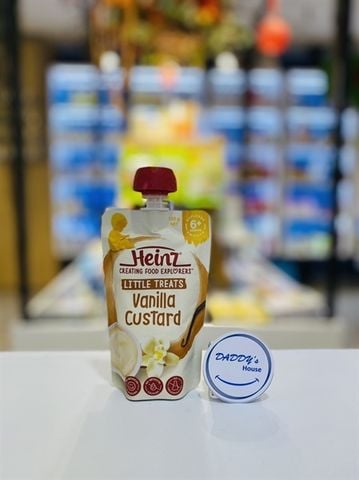 6+
Heinz
CREATING FOOD EXPLORERS
LITTLE TREATS
Vanilla
Custard
DADDY's
House